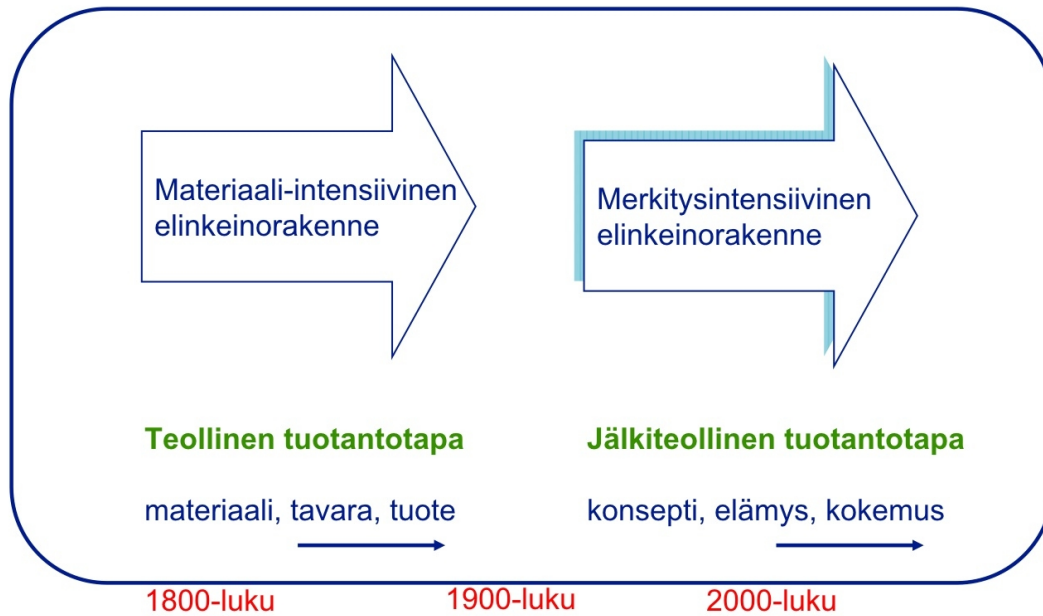 Materiaali-intensiivinen
elinkeinorakenne
Merkitysintensiivinen
elinkeinorakenne
Teollinen tuotantotapa
Jälkiteollinen tuotantotapa
materiaali, tavara, tuote
konsepti, elämys, kokemus
1800-luku
1900-luku
2000-luku